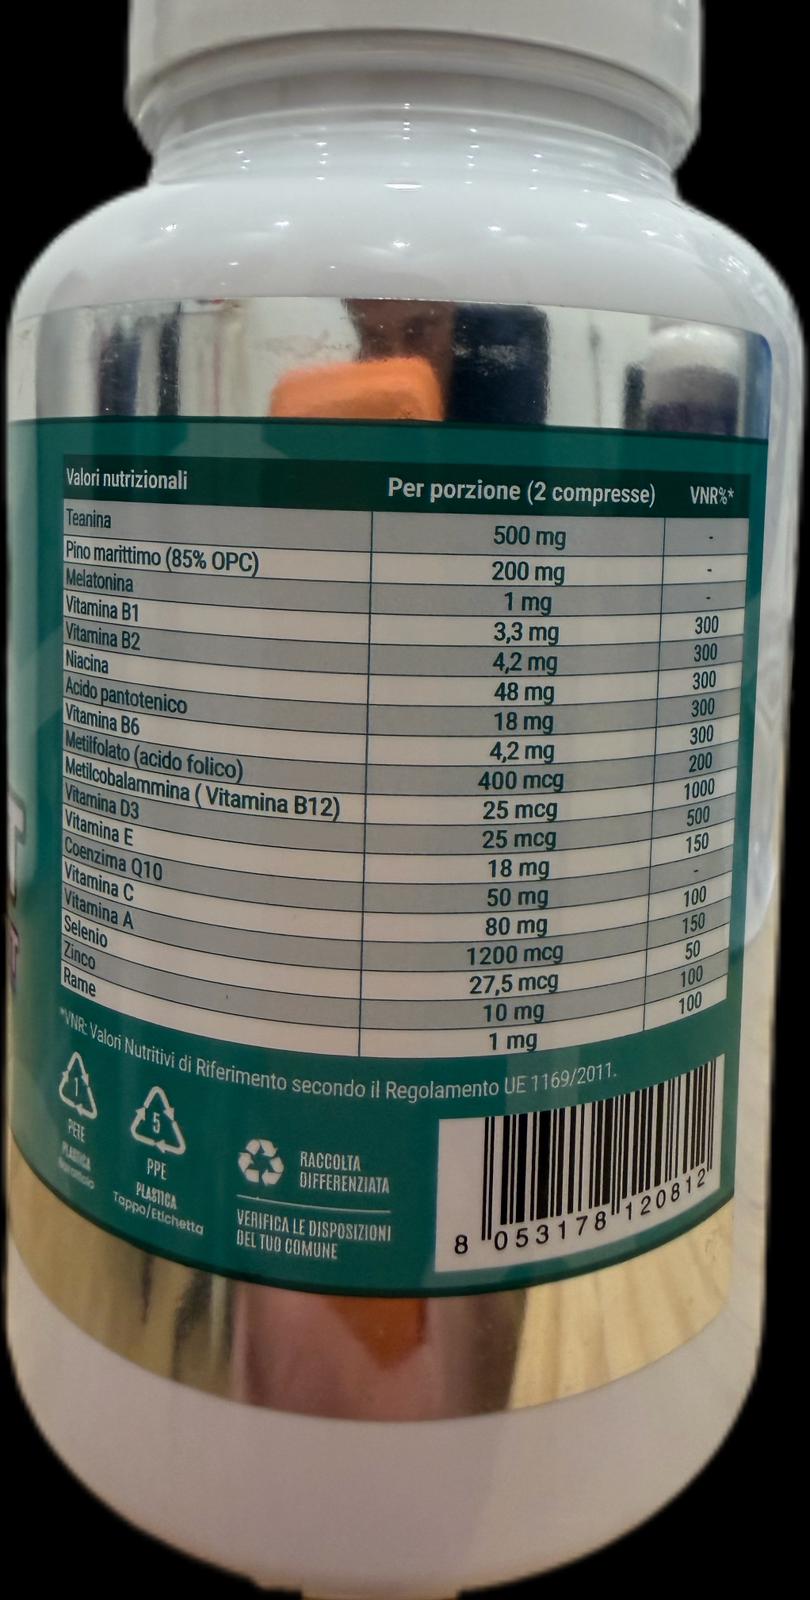 Valori nutrizionali Per porzione (2 compresse) VNR%*
Teanina 500 mg -
Pino marittimo (85% OPC) 200 mg -
Melatonina 1 mg -
Vitamina B1 3,3 mg 300
Vitamina B2 4,2 mg 300
Niacina 48 mg 300
Acido pantotenico 18 mg 300
Vitamina B6 4,2 mg 300
Metilfolato (acido folico) 400 mcg 200
Metilcobalammina ( Vitamina B12) 25 mcg 1000
Vitamina D3 25 mcg 500
Vitamina E 18 mg 150
Coenzima Q10 50 mg -
Vitamina C 80 mg 100
Vitamina A 1200 mcg 150
Selenio 27,5 mcg 50
Zinco 10 mg 100
Rame 1 mg 100
*VNR: Valori Nutritivi di Riferimento secondo il Regolamento UE 1169/2011.
1
PETE
PLASTICA
5
PPE
PLASTICA
Tappo/Etichetta
RACCOLTA
DIFFERENZIATA
VERIFICA LE DISPOSIZIONI
DEL TUO COMUNE
8 053178 120812